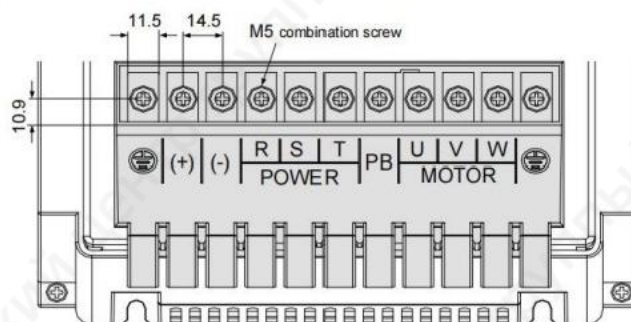 11.5
14.5
M5 combination screw
10.9
(+) (-) R S T PB U V W
POWER MOTOR